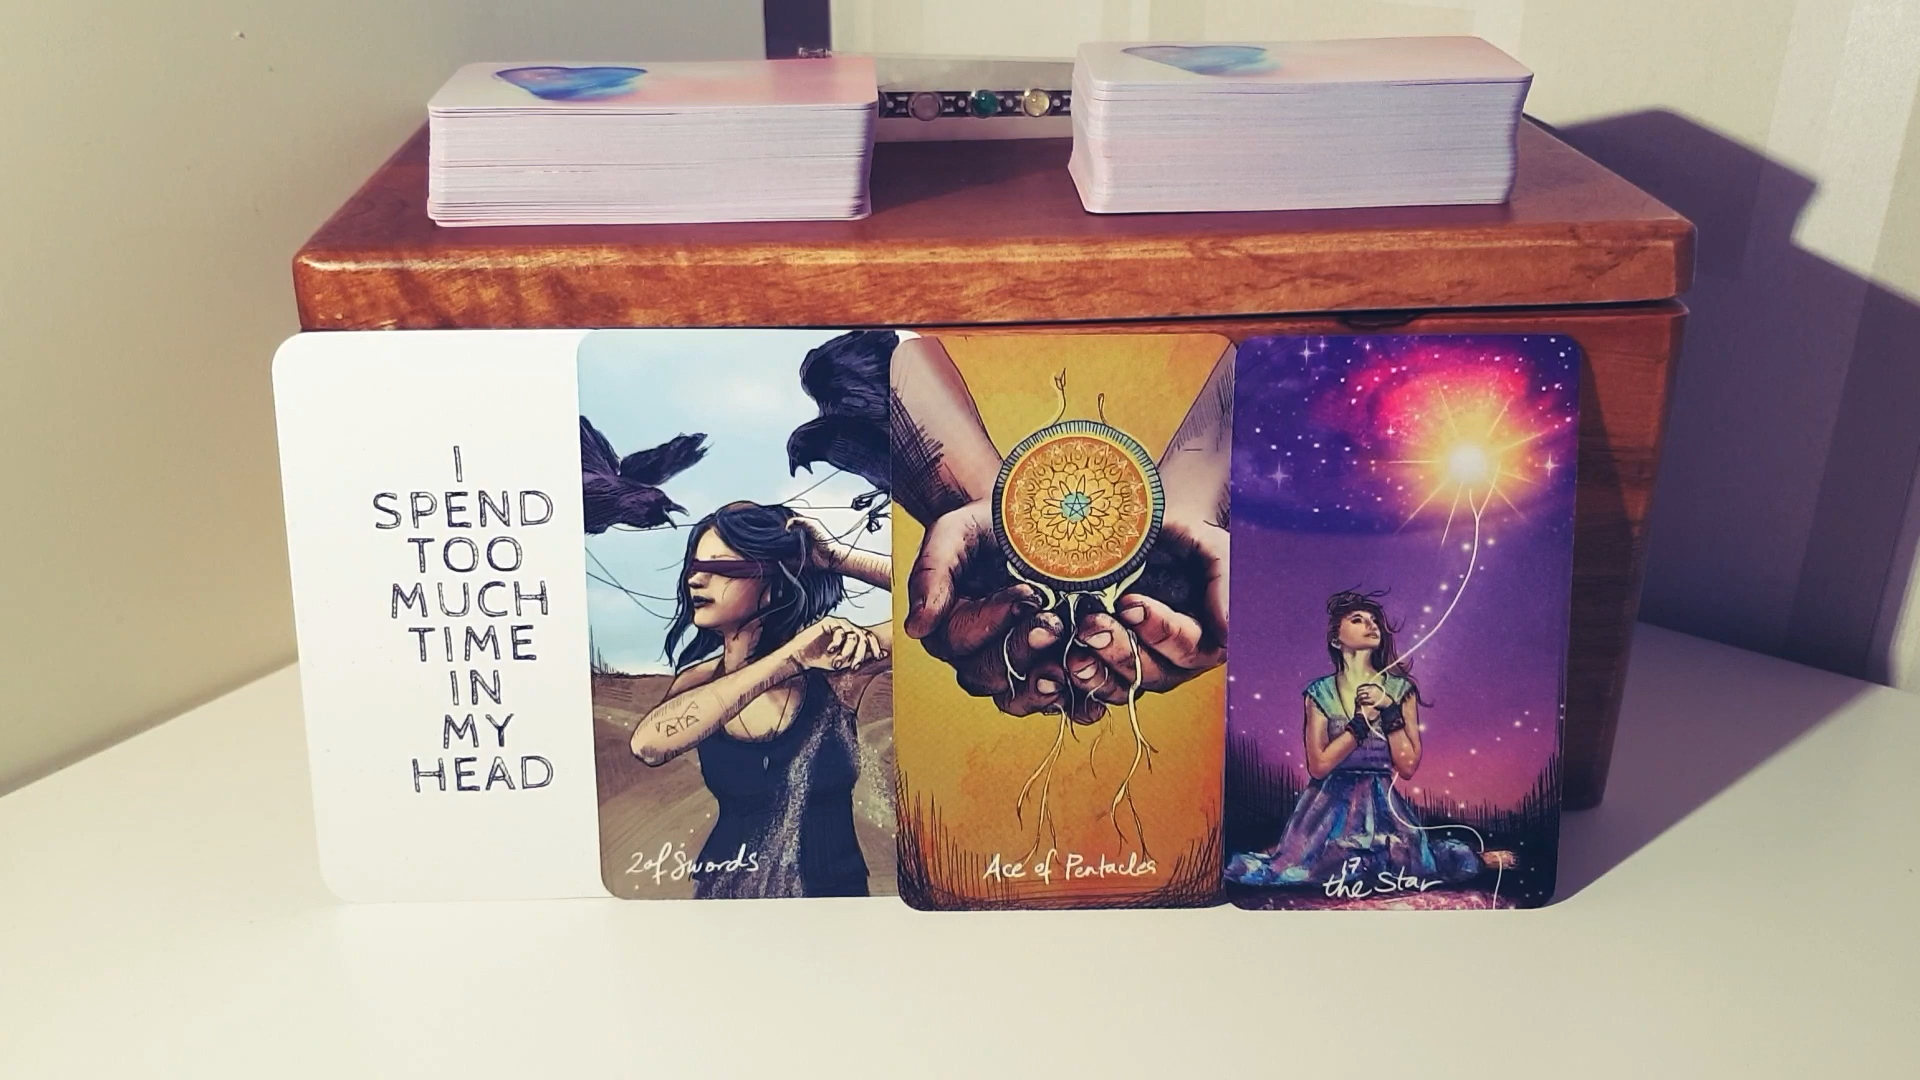 I
SPEND
TOO
MUCH
TIME
IN
MY
HEAD
2 of Swords
Ace of Pentacles
17
the Star